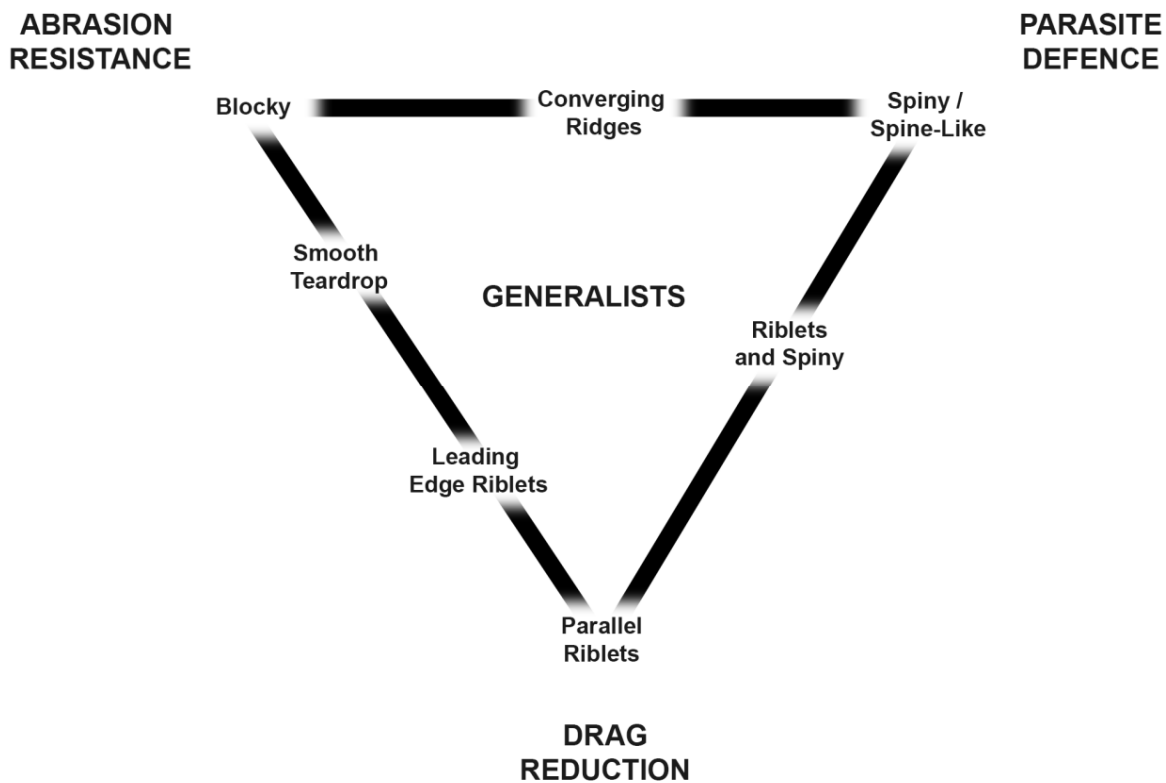 ABRASION
RESISTANCE
PARASITE
DEFENCE
Blocky
Converging
Ridges
Spiny /
Spine-Like
Smooth
Teardrop
GENERALISTS
Riblets
and Spiny
Leading
Edge Riblets
Parallel
Riblets
DRAG
REDUCTION